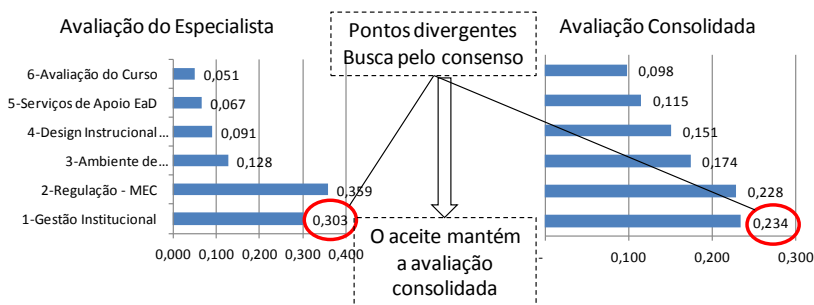 Avaliação do Especialista
6-Avaliação do Curso
0,051
5-Serviços de Apoio EaD
0,067
4-Design Instrucional ...
0,091
3-Ambiente de ...
0,128
2-Regulação - MEC
0,359
1-Gestão Institucional
0,303
0,000 0,100 0,200 0,300 0,400
Pontos divergentes
Busca pelo consenso
O aceite mantém
a avaliação
consolidada
Avaliação Consolidada
0,098
0,115
0,151
0,174
0,228
0,234
- 0,100 0,200 0,300